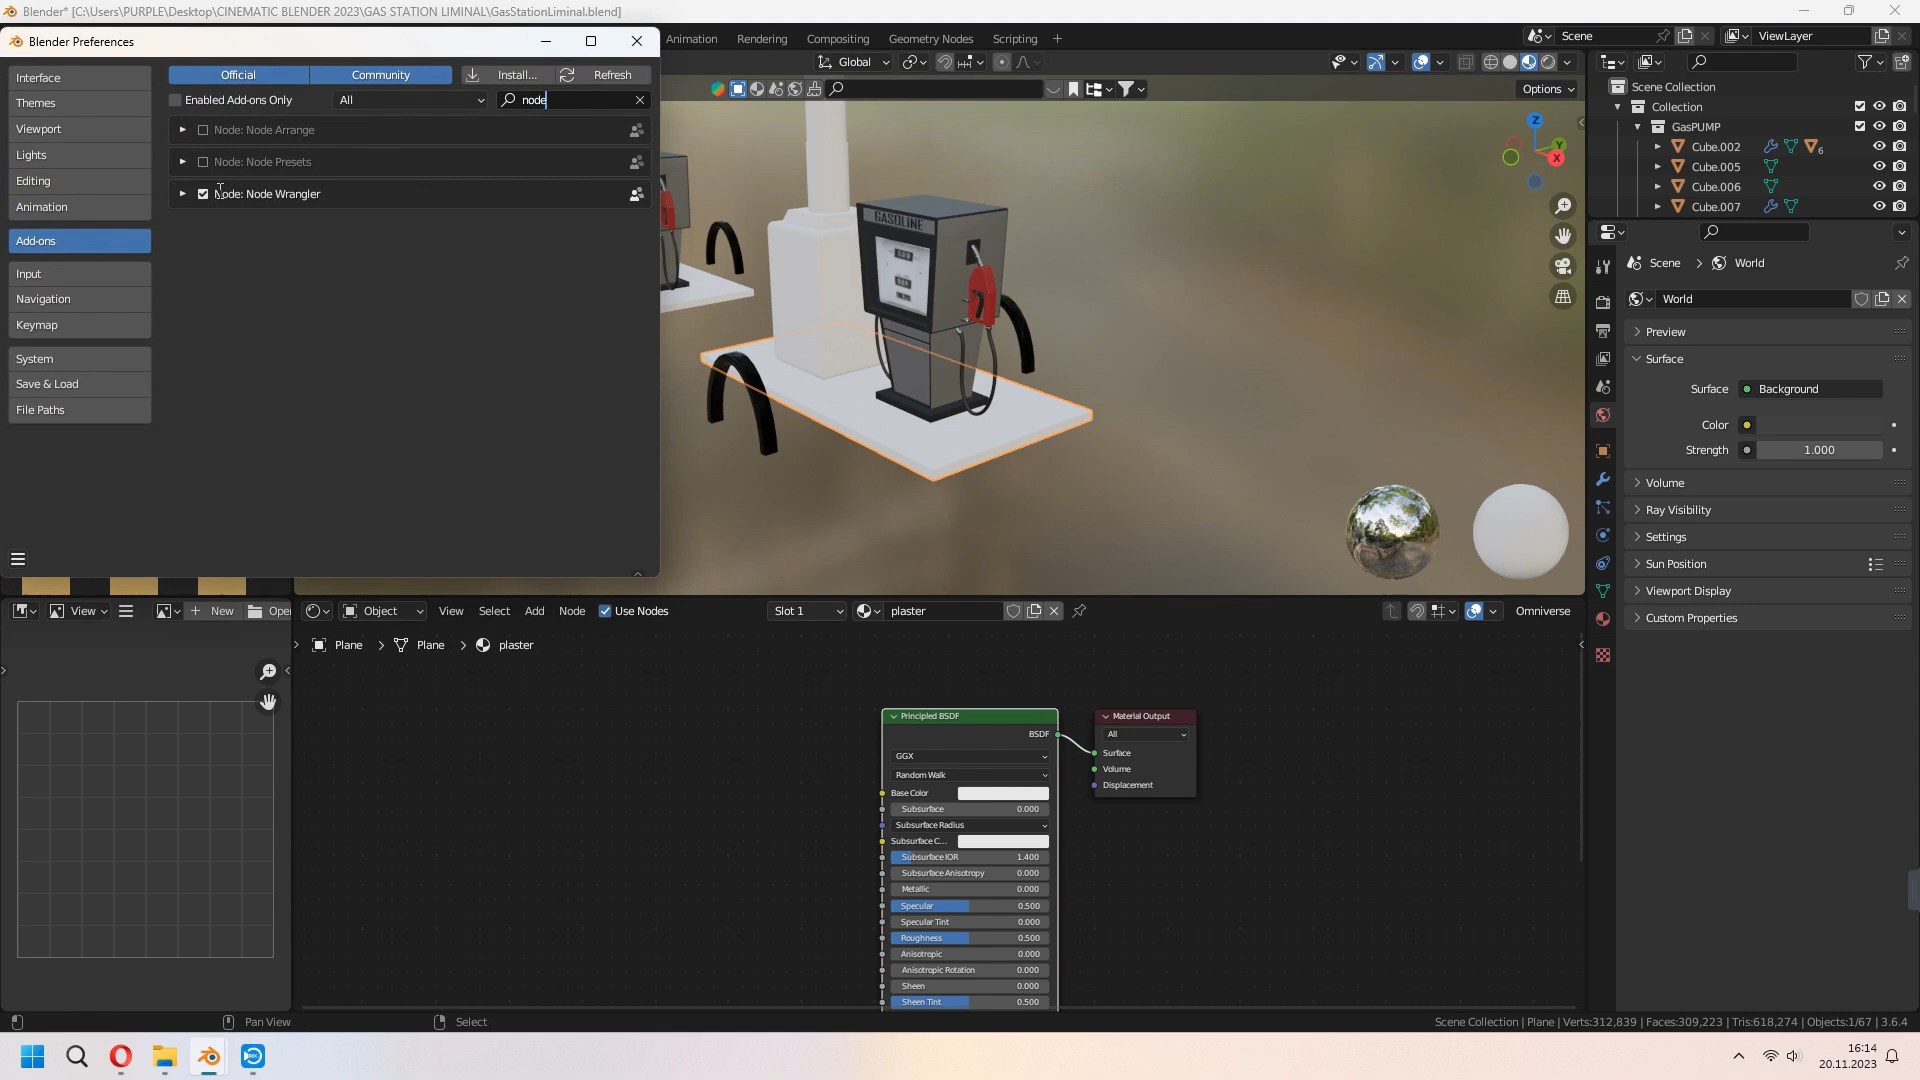 Blender* [C:\Users\PURPLE\Desktop\CINEMATIC BLENDER 2023\GAS STATION LIMINAL\GasStationLiminal.blend]
Blender Preferences
Animation Rendering Compositing Geometry Nodes Scripting
Scene
ViewLayer
Interface
Themes
Viewport
Lights
Editing
Animation
Add-ons
Input
Navigation
Keymap
System
Save & Load
File Paths
Official Community Install... Refresh
Enabled Add-ons Only All node
Node: Node Arrange
Node: Node Presets
Node: Node Wrangler
Global
Options
GASOLINE
Z
Y
X
Scene Collection
Collection
GasPUMP
Cube.002 6
Cube.005
Cube.006
Cube.007
Scene World
World
Preview
Surface
Surface Background
Color
Strength 1.000
Volume
Ray Visibility
Settings
Sun Position
Viewport Display
Custom Properties
View New Open
Object View Select Add Node Use Nodes Slot 1 plaster Omniverse
Plane Plane plaster
Principled BSDF
BSDF
GGX
Random Walk
Base Color
Subsurface 0.000
Subsurface Radius
Subsurface C...
Subsurface IOR 1.400
Subsurface Anisotropy 0.000
Metallic 0.000
Specular 0.500
Specular Tint 0.000
Roughness 0.500
Anisotropic 0.000
Anisotropic Rotation 0.000
Sheen 0.000
Sheen Tint 0.500
Material Output
All
Surface
Volume
Displacement
Pan View
Select
Scene Collection | Plane | Verts:312,839 | Faces:309,223 | Tris:618,274 | Objects:1/67 | 3.6.4
16:14
20.11.2023